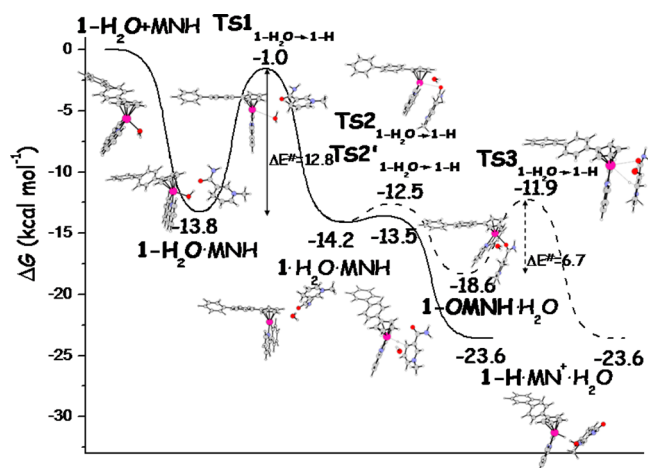 1-H₂O+MNH
TS1 1-H₂O→1-H
-1.0
TS2 1-H₂O→1-H
TS2' 1-H₂O→1-H
TS3 1-H₂O→1-H
ΔE#=12.8
-12.5
-11.9
-13.8
1-H₂O·MNH
-14.2
-13.5
1·H₂O·MNH
ΔE#=6.7
-18.6
1-OMNH·H₂O
-23.6
-23.6
1-H·MN⁺·H₂O
ΔG (kcal mol⁻¹)
0
-5
-10
-15
-20
-25
-30